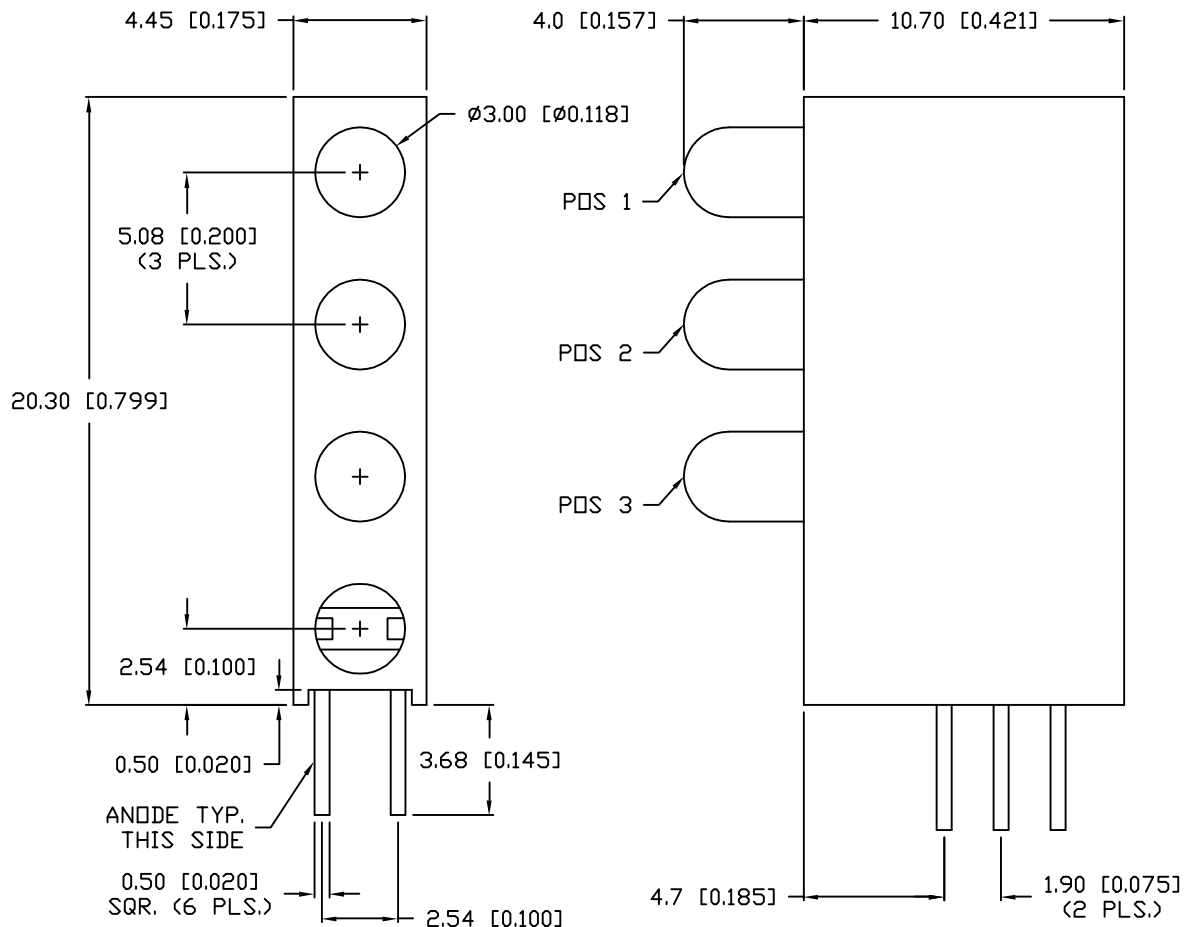 4.45 [0.175]
4.0 [0.157]
10.70 [0.421]
Ø3.00 [Ø0.118]
POS 1
5.08 [0.200]
(3 PLS.)
POS 2
20.30 [0.799]
POS 3
2.54 [0.100]
0.50 [0.020]
3.68 [0.145]
ANODE TYP.
THIS SIDE
0.50 [0.020]
SQR. (6 PLS.)
2.54 [0.100]
4.7 [0.185]
1.90 [0.075]
(2 PLS.)